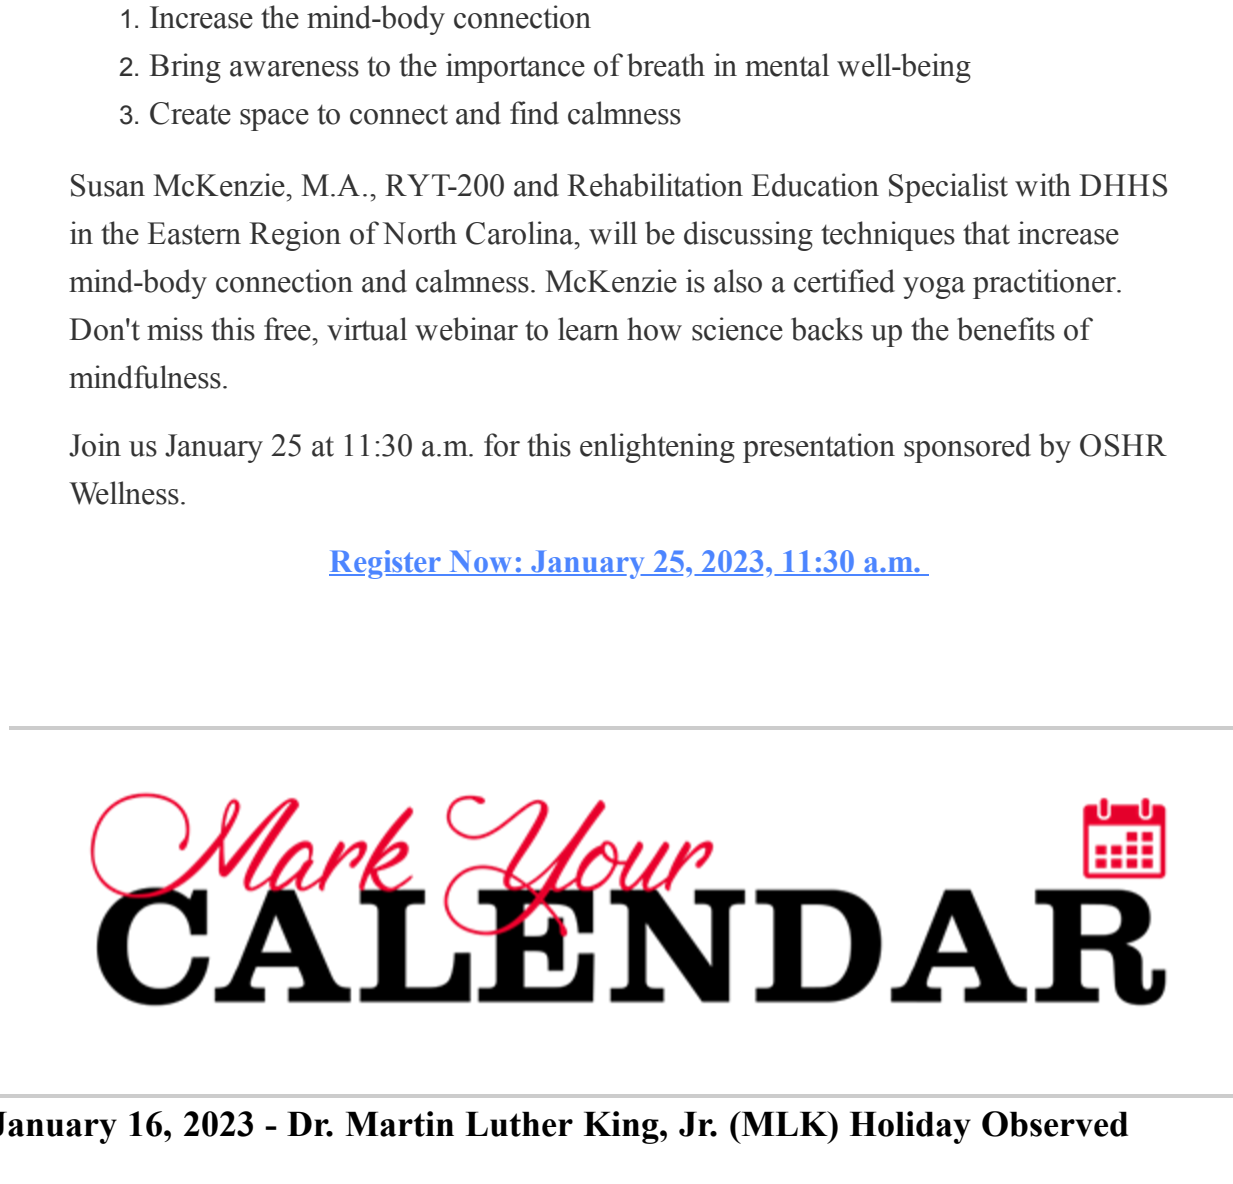 1. Increase the mind-body connection
2. Bring awareness to the importance of breath in mental well-being
3. Create space to connect and find calmness
Susan McKenzie, M.A., RYT-200 and Rehabilitation Education Specialist with DHHS
in the Eastern Region of North Carolina, will be discussing techniques that increase
mind-body connection and calmness. McKenzie is also a certified yoga practitioner.
Don't miss this free, virtual webinar to learn how science backs up the benefits of
mindfulness.
Join us January 25 at 11:30 a.m. for this enlightening presentation sponsored by OSHR
Wellness.
Register Now: January 25, 2023, 11:30 a.m.
Mark Your
CALENDAR
January 16, 2023 - Dr. Martin Luther King, Jr. (MLK) Holiday Observed